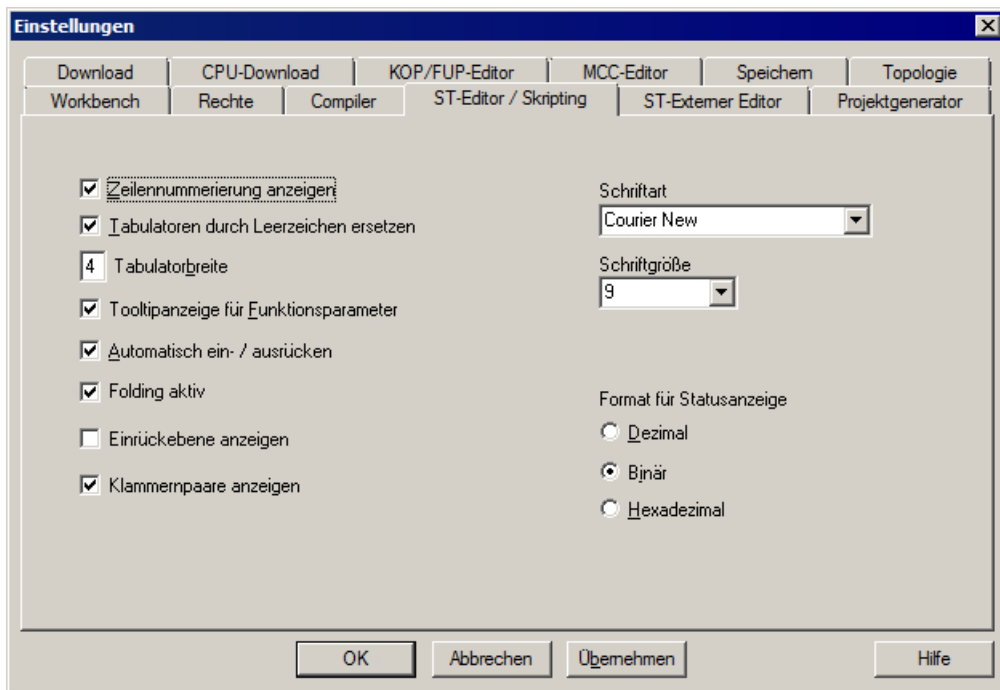 Einstellungen
Download CPU-Download KOP/FUP-Editor MCC-Editor Speichern Topologie
Workbench Rechte Compiler ST-Editor / Skripting ST-Externer Editor Projektgenerator
Zeilennummerierung anzeigen
Tabulatoren durch Leerzeichen ersetzen
4 Tabulatorbreite
Tooltipanzeige für Funktionsparameter
Automatisch ein- / ausrücken
Folding aktiv
Einrückebene anzeigen
Klammernpaare anzeigen
Schriftart
Courier New
Schriftgröße
9
Format für Statusanzeige
Dezimal
Binär
Hexadezimal
OK Abbrechen Übernehmen Hilfe